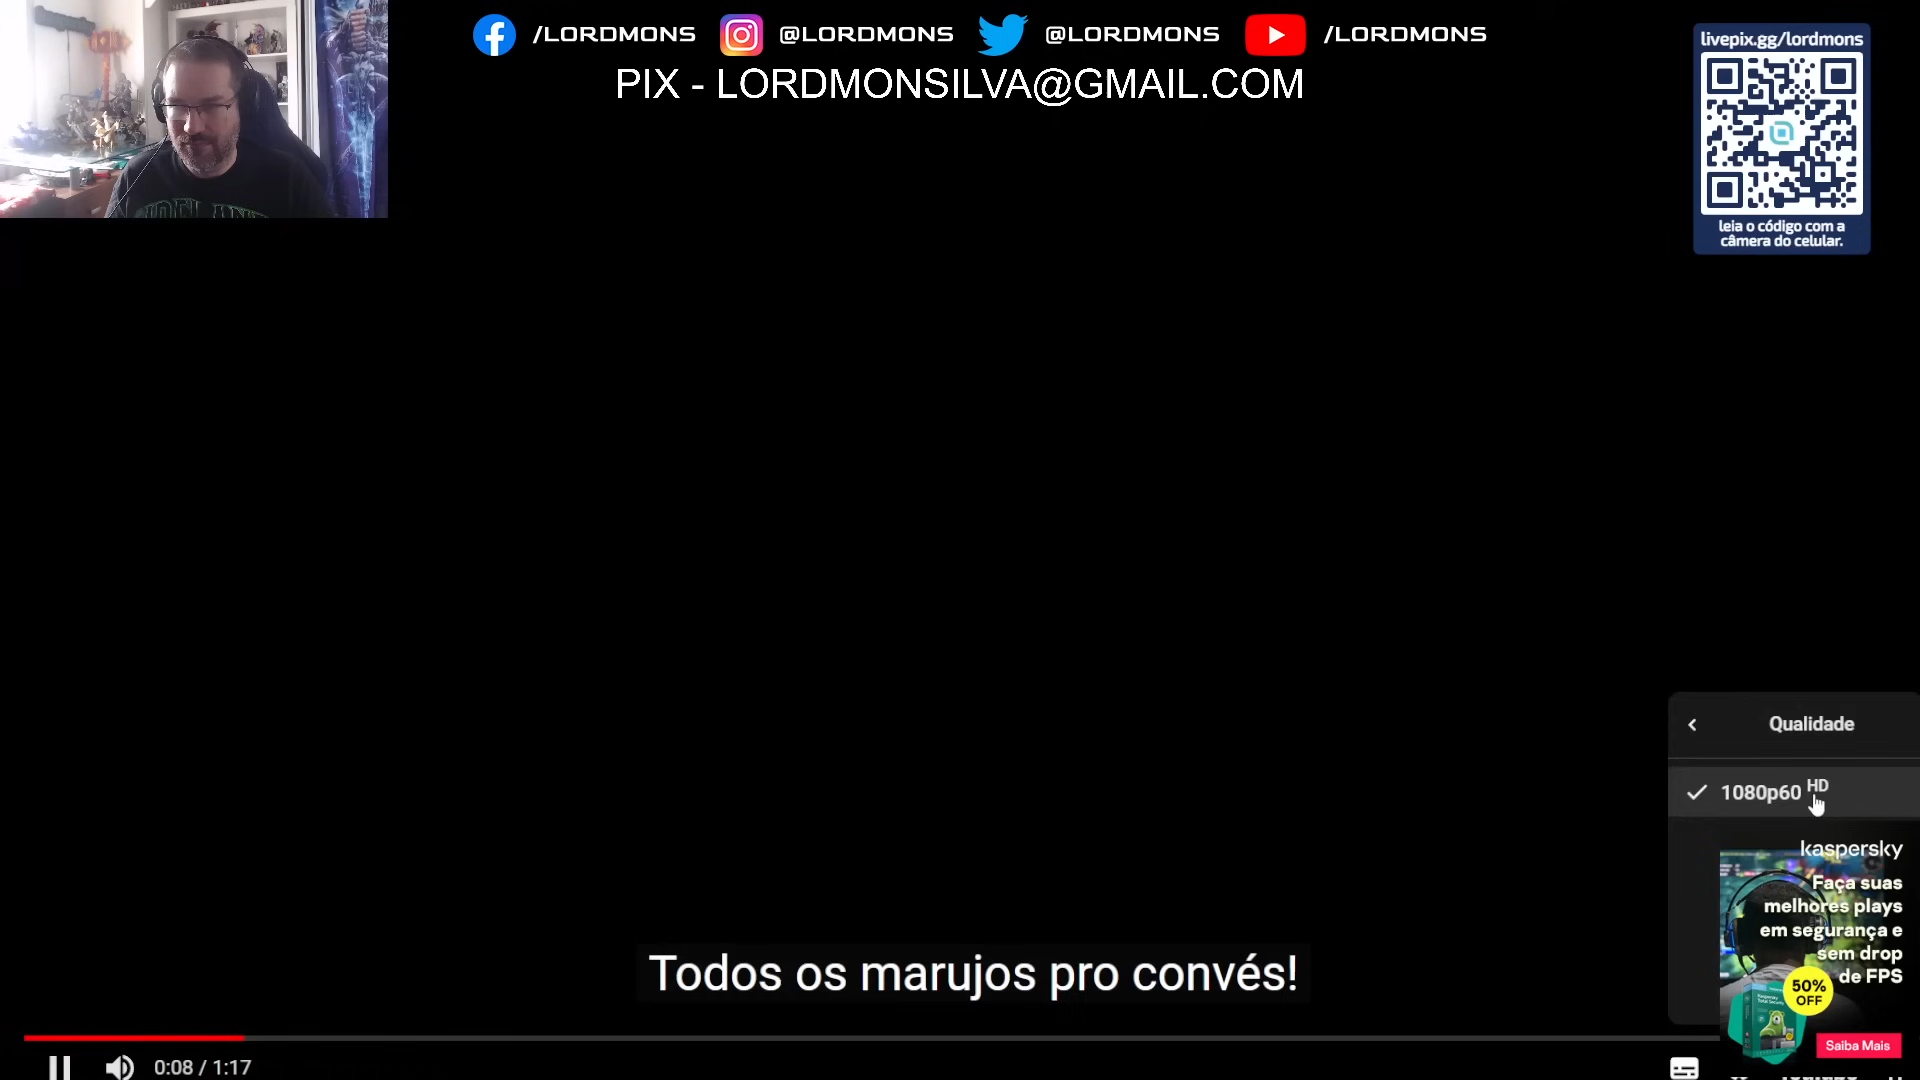 /LORDMONS @LORDMONS @LORDMONS /LORDMONS
PIX - LORDMONSILVA@GMAIL.COM
livepix.gg/lordmons
leia o código com a
câmera do celular.
Qualidade
1080p60 HD
kaspersky
Faça suas
melhores plays
em segurança e
sem drop
de FPS
50%
OFF
Saiba Mais
Todos os marujos pro convés!
0:08 / 1:17